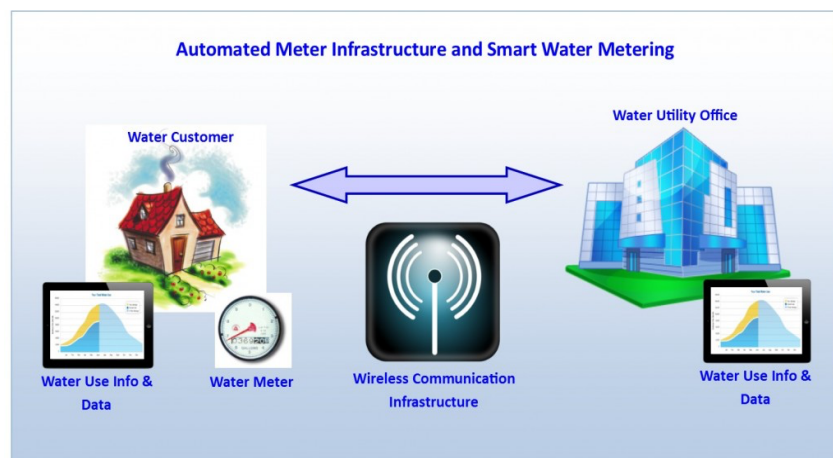 Automated Meter Infrastructure and Smart Water Metering
Water Customer
Water Utility Office
Water Use Info &
Data
Water Meter
Wireless Communication
Infrastructure
Water Use Info &
Data